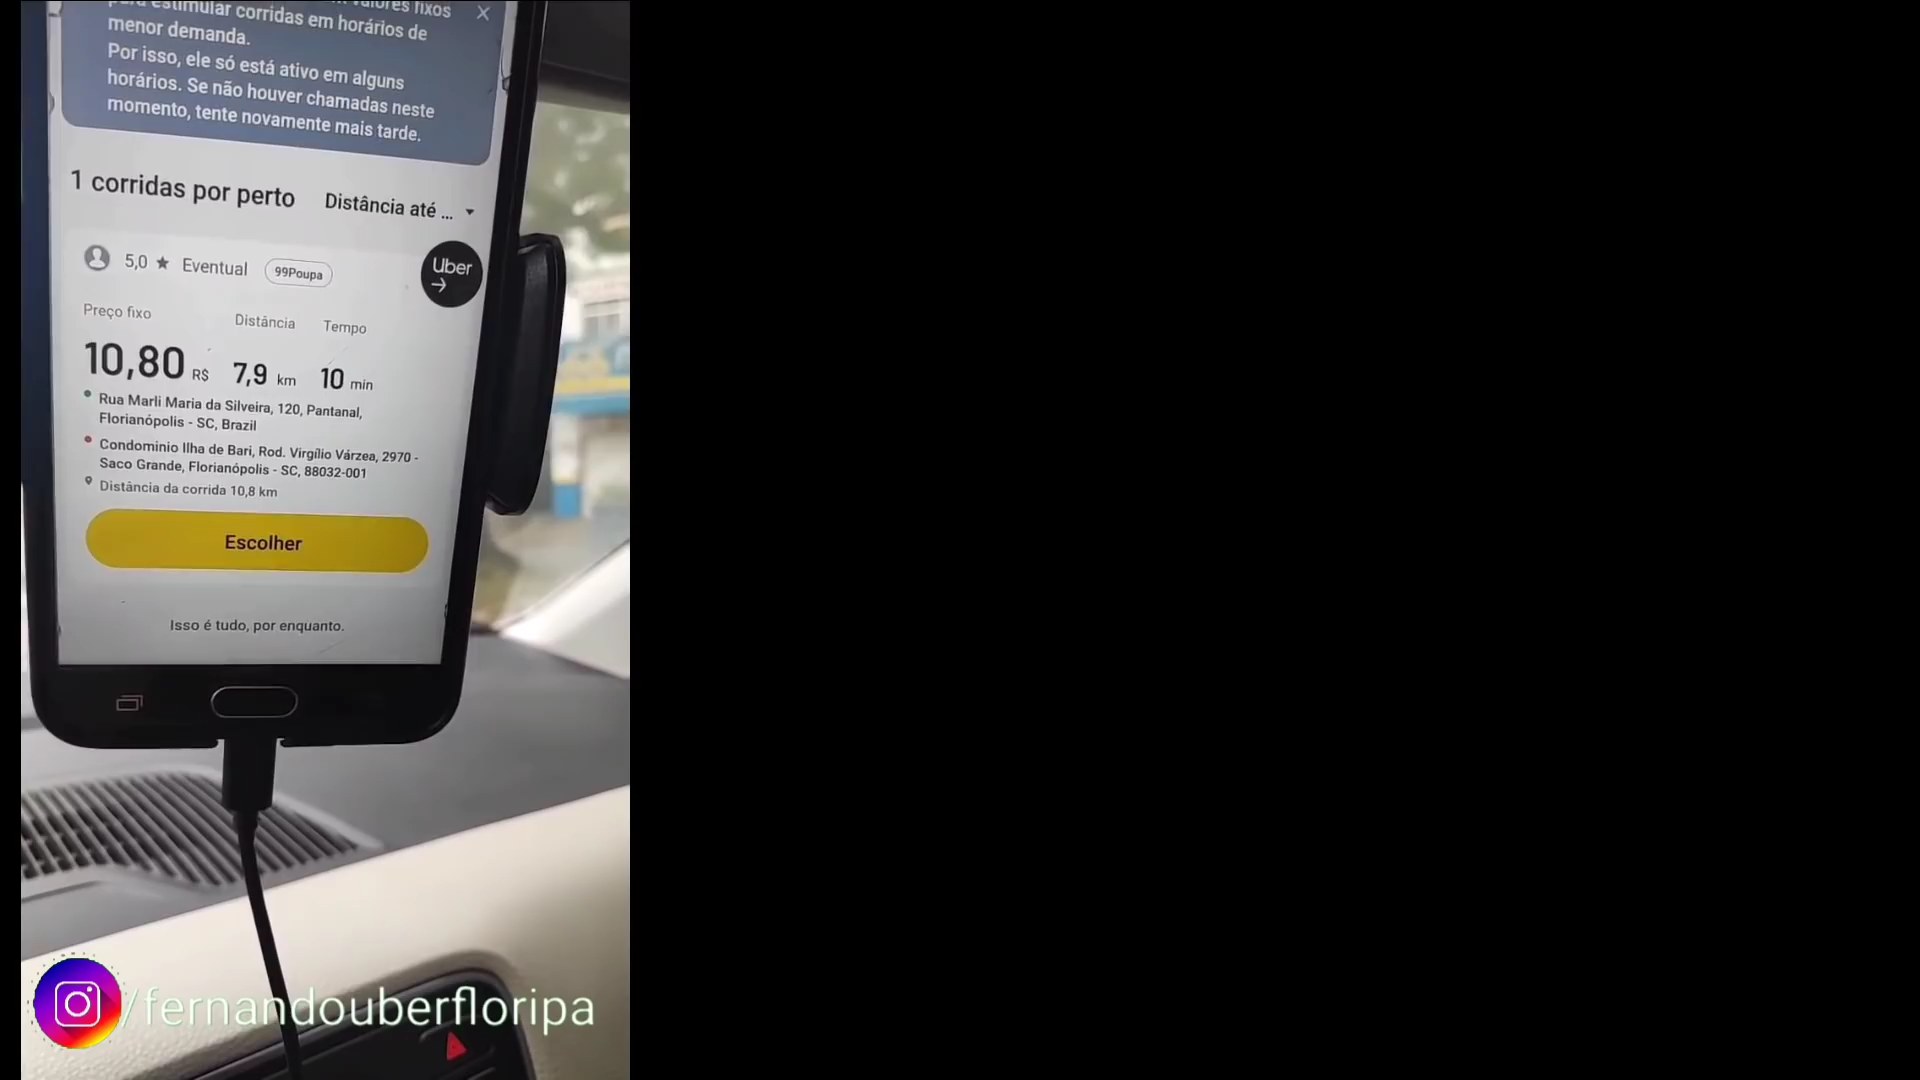 estimular corridas em horários de
menor demanda.
Por isso, ele só está ativo em alguns
horários. Se não houver chamadas neste
momento, tente novamente mais tarde.
1 corridas por perto
Distância até ...
5,0 ★ Eventual 99Poupa
Uber
→
Preço fixo Distância Tempo
10,80 R$ 7,9 km 10 min
Rua Marli Maria da Silveira, 120, Pantanal,
Florianópolis - SC, Brazil
Condominio Ilha de Bari, Rod. Virgílio Várzea, 2970 -
Saco Grande, Florianópolis - SC, 88032-001
Distância da corrida 10,8 km
Escolher
Isso é tudo, por enquanto.
/fernandouberfloripa